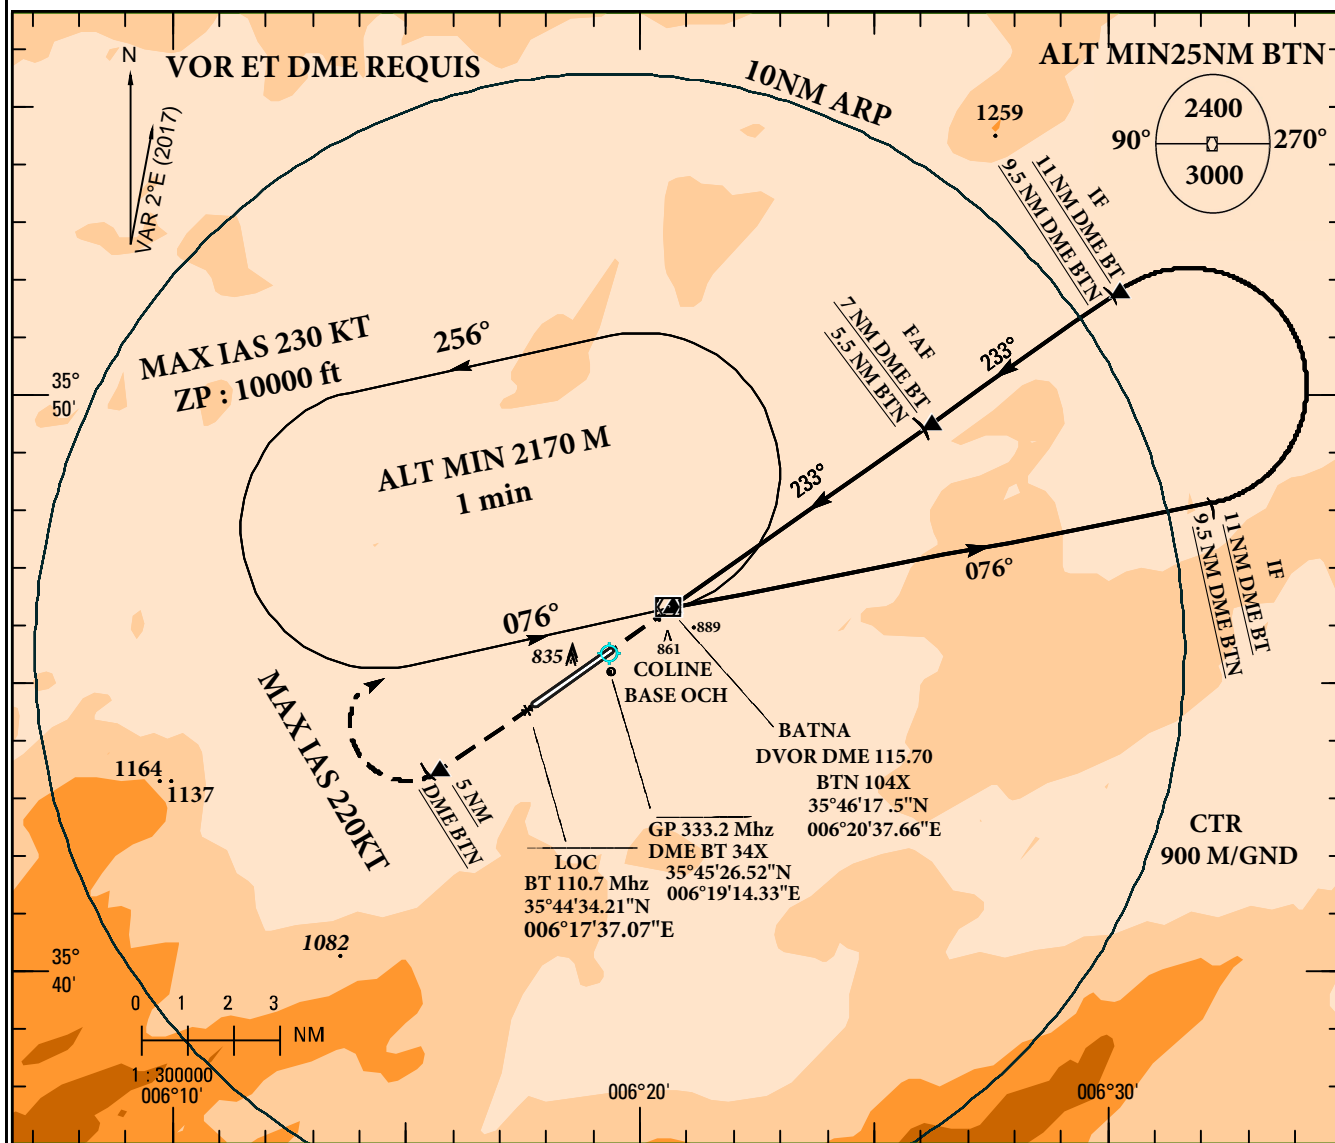 N
VAR 2°E (2017)
VOR ET DME REQUIS
10NM ARP
ALT MIN25NM BTN
1259
90°
2400
3000
270°
IF
11 NM DME BT
9.5 NM DME BTN
MAX IAS 230 KT
ZP : 10000 ft
256°
FAF
7 NM DME BT
5.5 NM BTN
233°
35°
50'
ALT MIN 2170 M
1 min
233°
076°
IF
11 NM DME BT
9.5 NM DME BTN
076°
835
861
889
COLINE
BASE OCH
MAX IAS 220KT
5 NM
DME BTN
BATNA
DVOR DME 115.70
BTN 104X
35°46'17 .5"N
006°20'37.66"E
1164
1137
GP 333.2 Mhz
DME BT 34X
35°45'26.52"N
006°19'14.33"E
LOC
BT 110.7 Mhz
35°44'34.21"N
006°17'37.07"E
CTR
900 M/GND
1082
35°
40'
0 1 2 3
NM
1 : 300000
006°10'
006°20'
006°30'